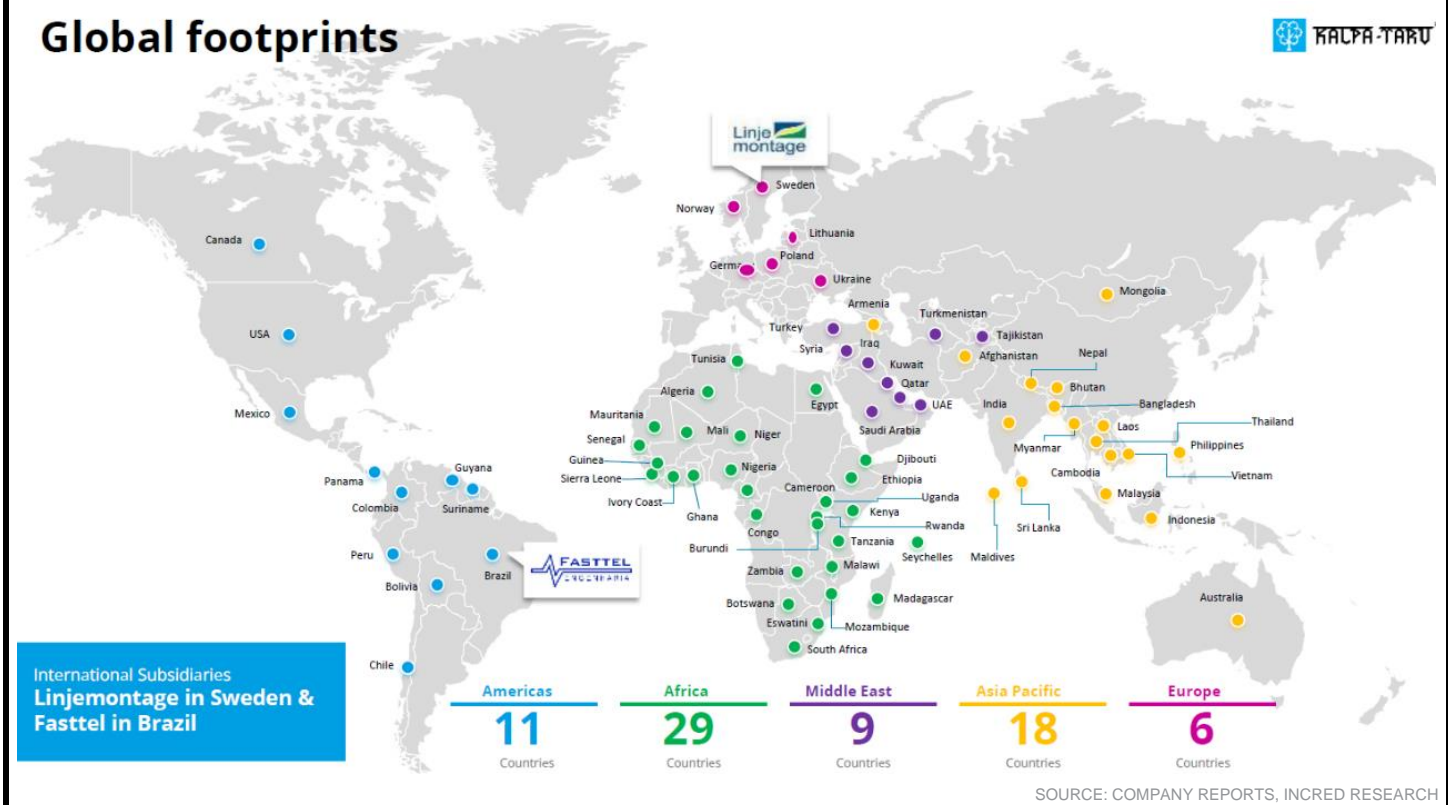 Global footprints
KALPA-TARU
Linje
montage
Sweden
Norway
Lithuania
Poland
Germ
Ukraine
Canada
Mongolia
Armenia
Turkmenistan
Turkey
Tajikistan
USA
Syria
Iraq
Afghanistan
Nepal
Tunisia
Kuwait
Algeria
Qatar
Bhutan
Egypt
UAE
India
Bangladesh
Mexico
Mauritania
Saudi Arabia
Thailand
Mali
Niger
Laos
Senegal
Myanmar
Philippines
Guinea
Djibouti
Nigeria
Guyana
Sierra Leone
Ethiopia
Cambodia
Vietnam
Panama
Cameroon
Malaysia
Ivory Coast
Uganda
Colombia
Suriname
Ghana
Kenya
Indonesia
Rwanda
Sri Lanka
Congo
Tanzania
Burundi
Peru
Seychelles
Maldives
FASTTEL
ENGENHARIA
Brazil
Zambia
Malawi
Bolivia
Madagascar
Australia
Botswana
Eswatini
Mozambique
South Africa
Chile
International Subsidiaries
Linjemontage in Sweden &
Fasttel in Brazil
Americas
11
Countries
Africa
29
Countries
Middle East
9
Countries
Asia Pacific
18
Countries
Europe
6
Countries
SOURCE: COMPANY REPORTS, INCRED RESEARCH